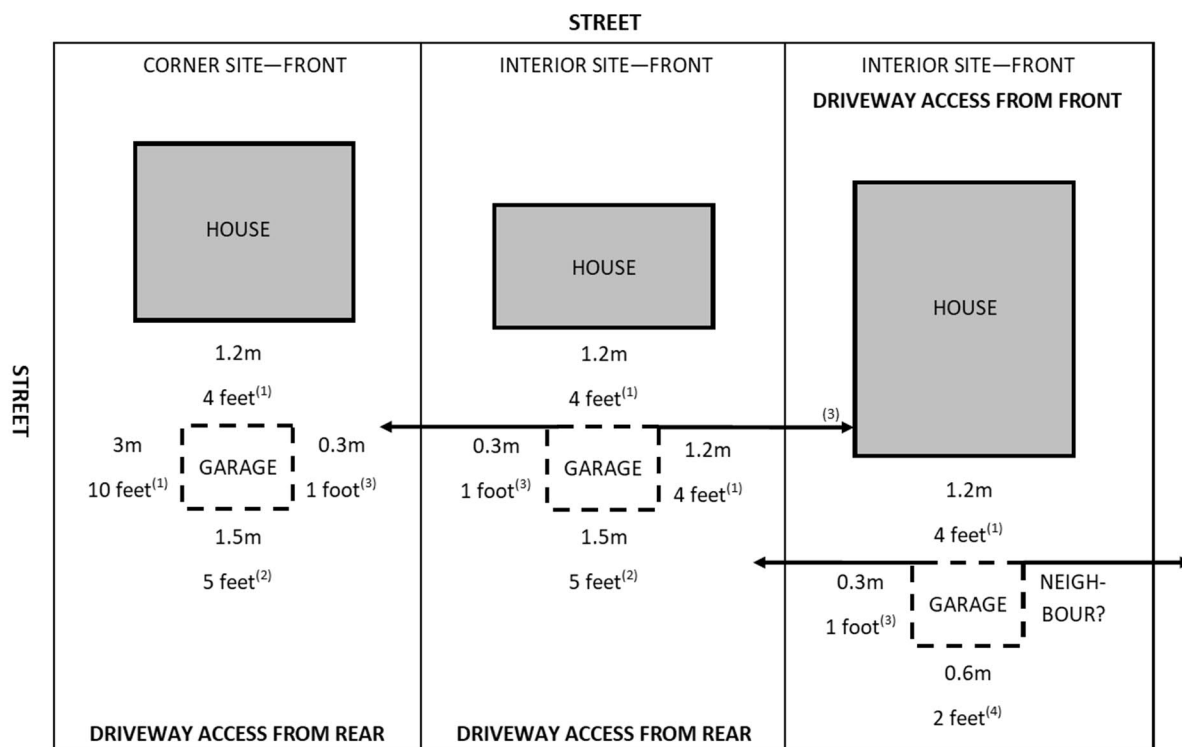 STREET
CORNER SITE—FRONT
INTERIOR SITE—FRONT
INTERIOR SITE—FRONT
DRIVEWAY ACCESS FROM FRONT
HOUSE
HOUSE
HOUSE
STREET
1.2m
4 feet(1)
3m
10 feet(1)
GARAGE
0.3m
1 foot(3)
1.5m
5 feet(2)
DRIVEWAY ACCESS FROM REAR
1.2m
4 feet(1)
0.3m
1 foot(3)
GARAGE
1.2m
4 feet(1)
1.5m
5 feet(2)
DRIVEWAY ACCESS FROM REAR
(3)
1.2m
4 feet(1)
0.3m
1 foot(3)
GARAGE
NEIGH-
BOUR?
0.6m
2 feet(4)